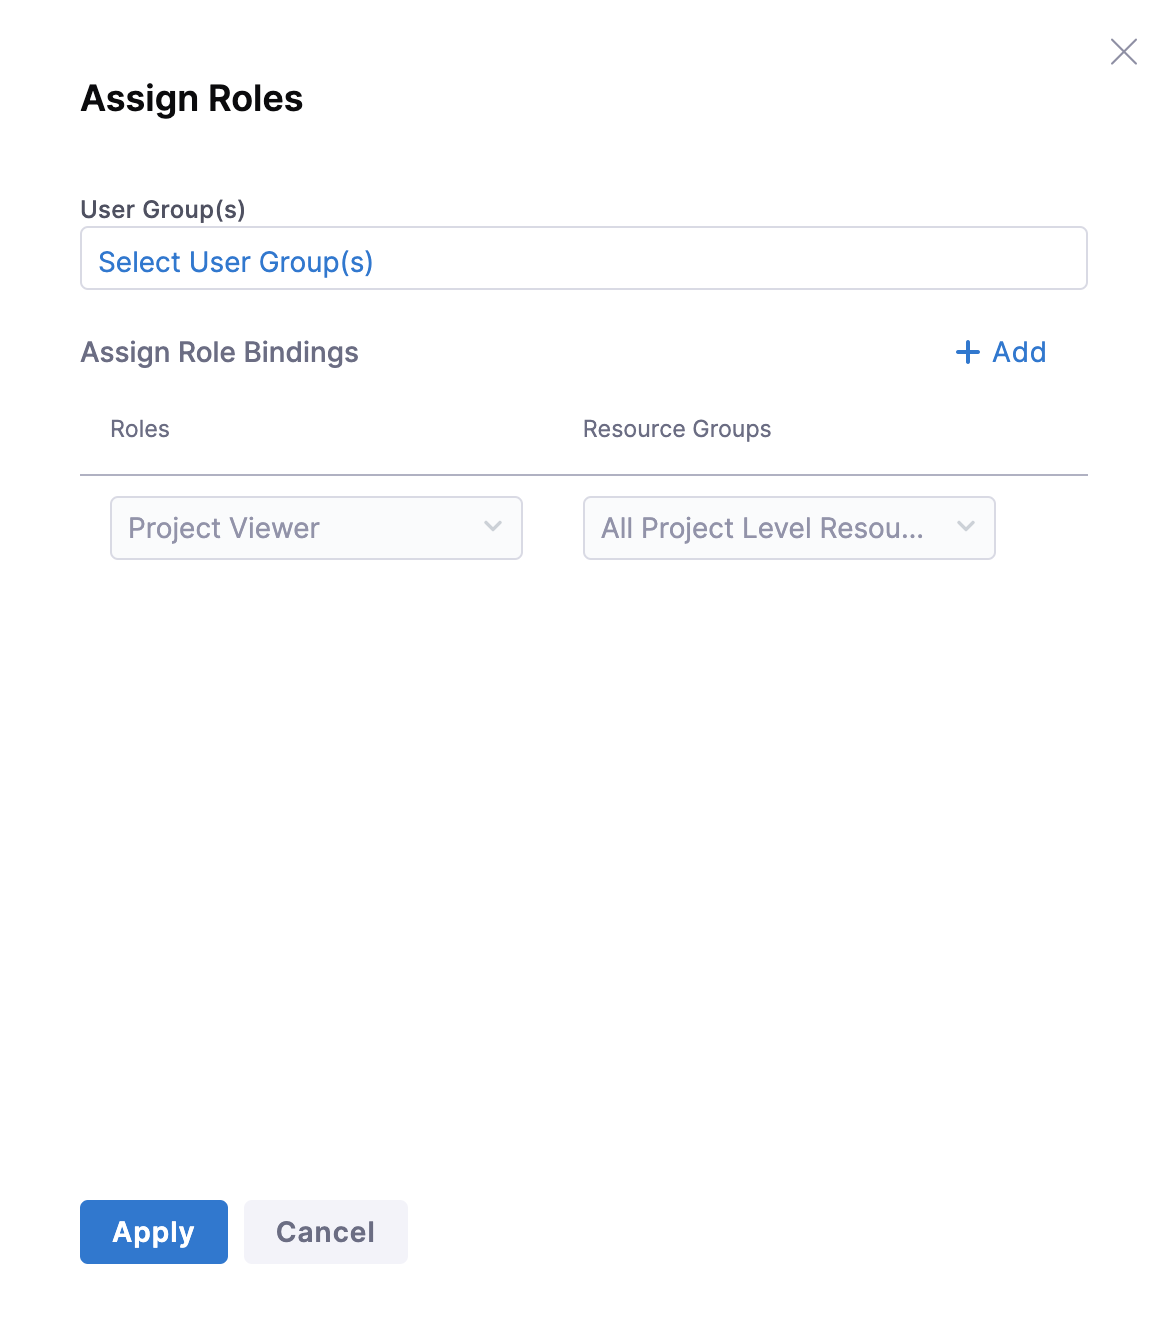 Assign Roles
User Group(s)
Select User Group(s)
Assign Role Bindings
Add
Roles
Resource Groups
Project Viewer
All Project Level Resou...
Apply
Cancel